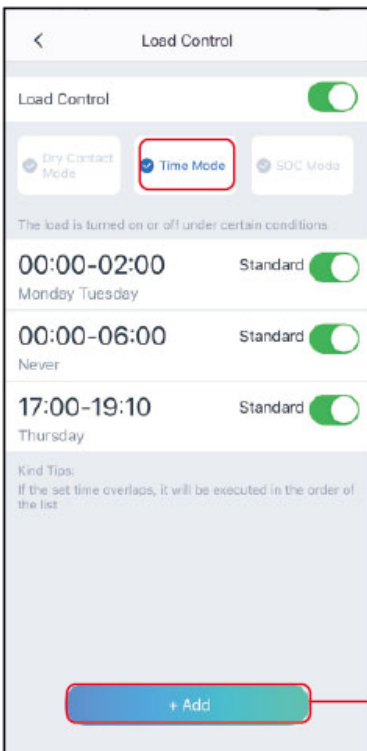 Load Control
Load Control
Dry Contact
Mode
Time Mode
SOC Mode
The load is turned on or off under certain conditions
00:00-02:00
Standard
Monday Tuesday
00:00-06:00
Standard
Never
17:00-19:10
Standard
Thursday
Kind Tips:
If the set time overlaps, it will be executed in the order of
the list
+ Add